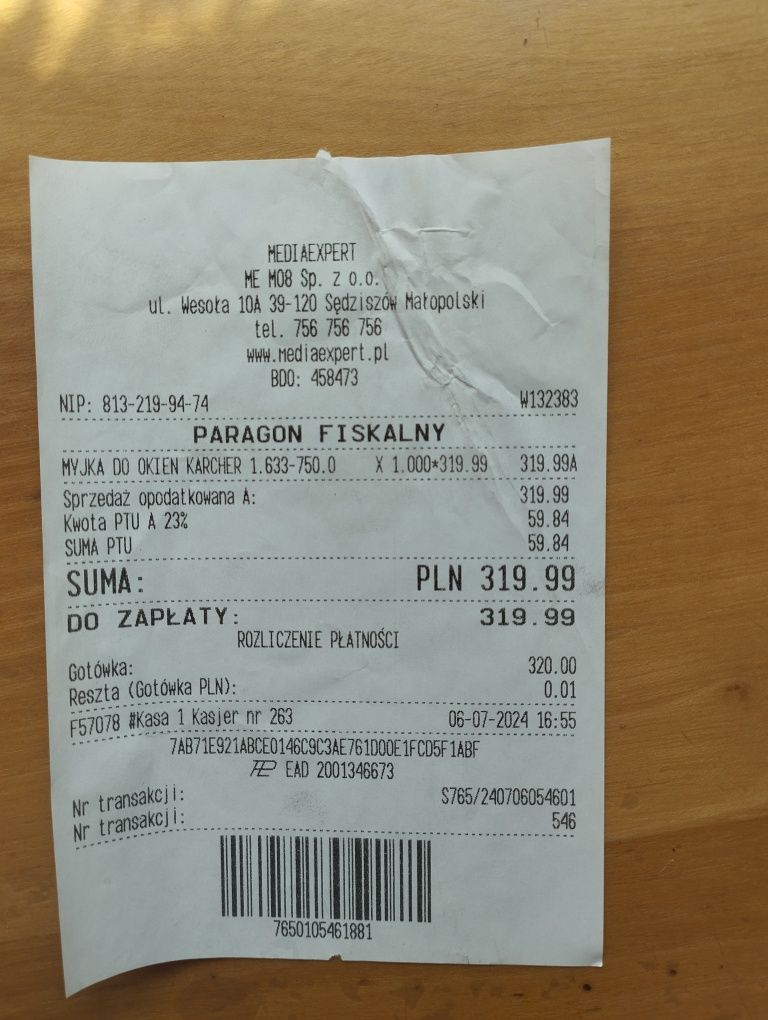 MEDIAEXPERT
ME M08 Sp. z o.o.
ul. Wesoła 10A 39-120 Sędziszów Małopolski
tel. 756 756 756
www.mediaexpert.pl
BDO: 458473
NIP: 813-219-94-74 W132383
PARAGON FISKALNY
MYJKA DO OKIEN KARCHER 1.633-750.0 X 1.000*319.99 319.99A
Sprzedaż opodatkowana A: 319.99
Kwota PTU A 23% 59.84
SUMA PTU 59.84
SUMA: PLN 319.99
DO ZAPŁATY: 319.99
ROZLICZENIE PŁATNOŚCI
Gotówka: 320.00
Reszta (Gotówka PLN): 0.01
F57078 #Kasa 1 Kasjer nr 263 06-07-2024 16:55
7AB71E921ABCE0146C9C3AE761D00E1FCD5F1ABF
EAD 2001346673
Nr transakcji: S765/240706054601
Nr transakcji: 546
7650105461881